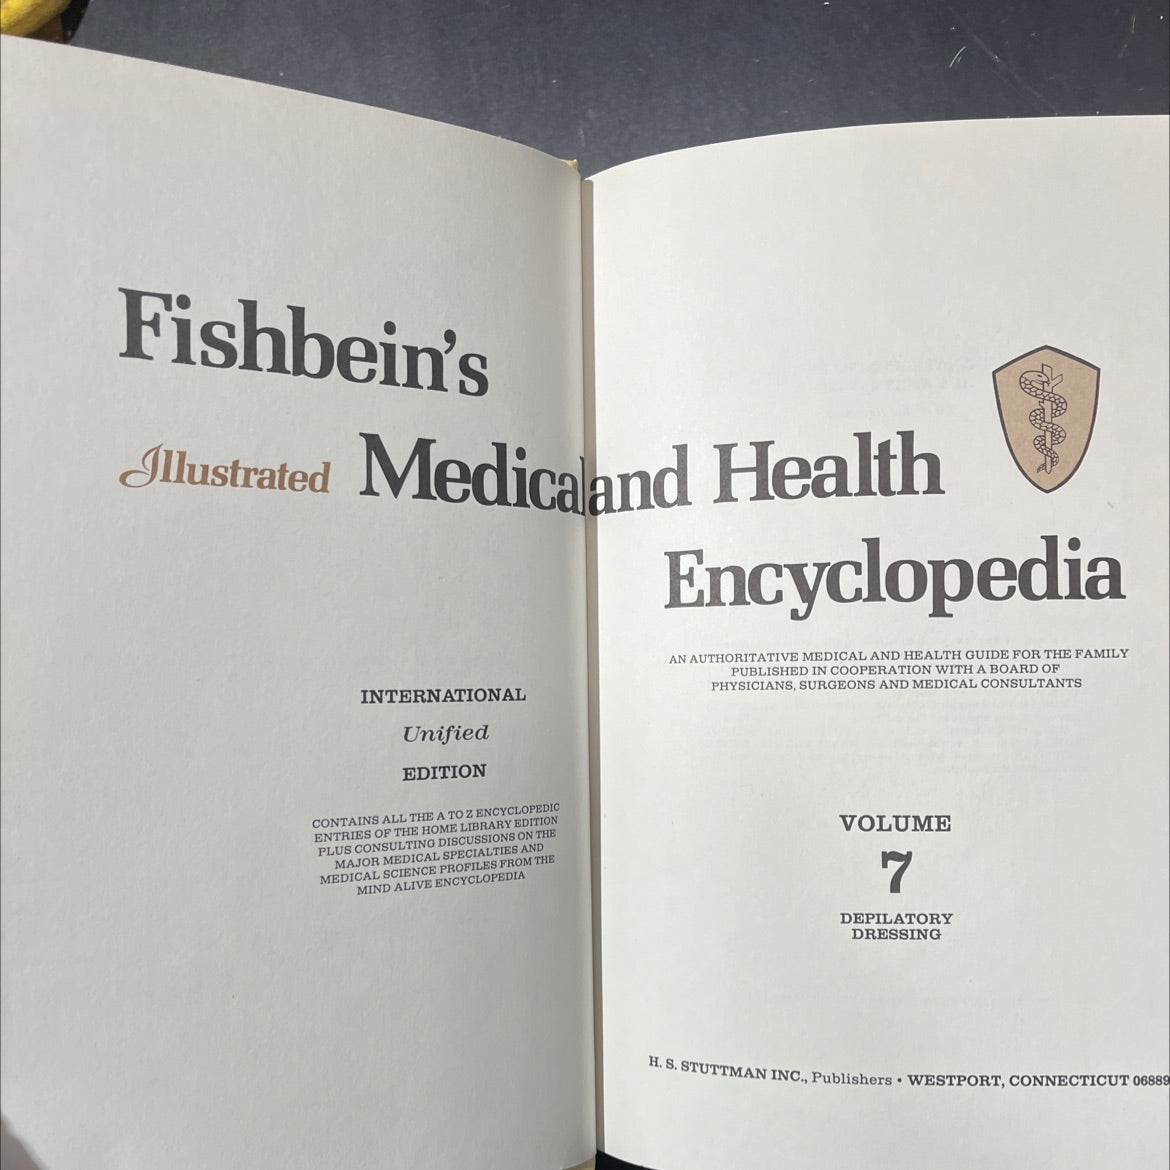 Fishbein's
Illustrated Medical and Health
Encyclopedia
INTERNATIONAL
Unified
EDITION
CONTAINS ALL THE A TO Z ENCYCLOPEDIC
ENTRIES OF THE HOME LIBRARY EDITION
PLUS CONSULTING DISCUSSIONS ON THE
MAJOR MEDICAL SPECIALTIES AND
MEDICAL SCIENCE PROFILES FROM THE
MIND ALIVE ENCYCLOPEDIA
AN AUTHORITATIVE MEDICAL AND HEALTH GUIDE FOR THE FAMILY
PUBLISHED IN COOPERATION WITH A BOARD OF
PHYSICIANS, SURGEONS AND MEDICAL CONSULTANTS
VOLUME
7
DEPILATORY
DRESSING
H. S. STUTTMAN INC., Publishers • WESTPORT, CONNECTICUT 06889